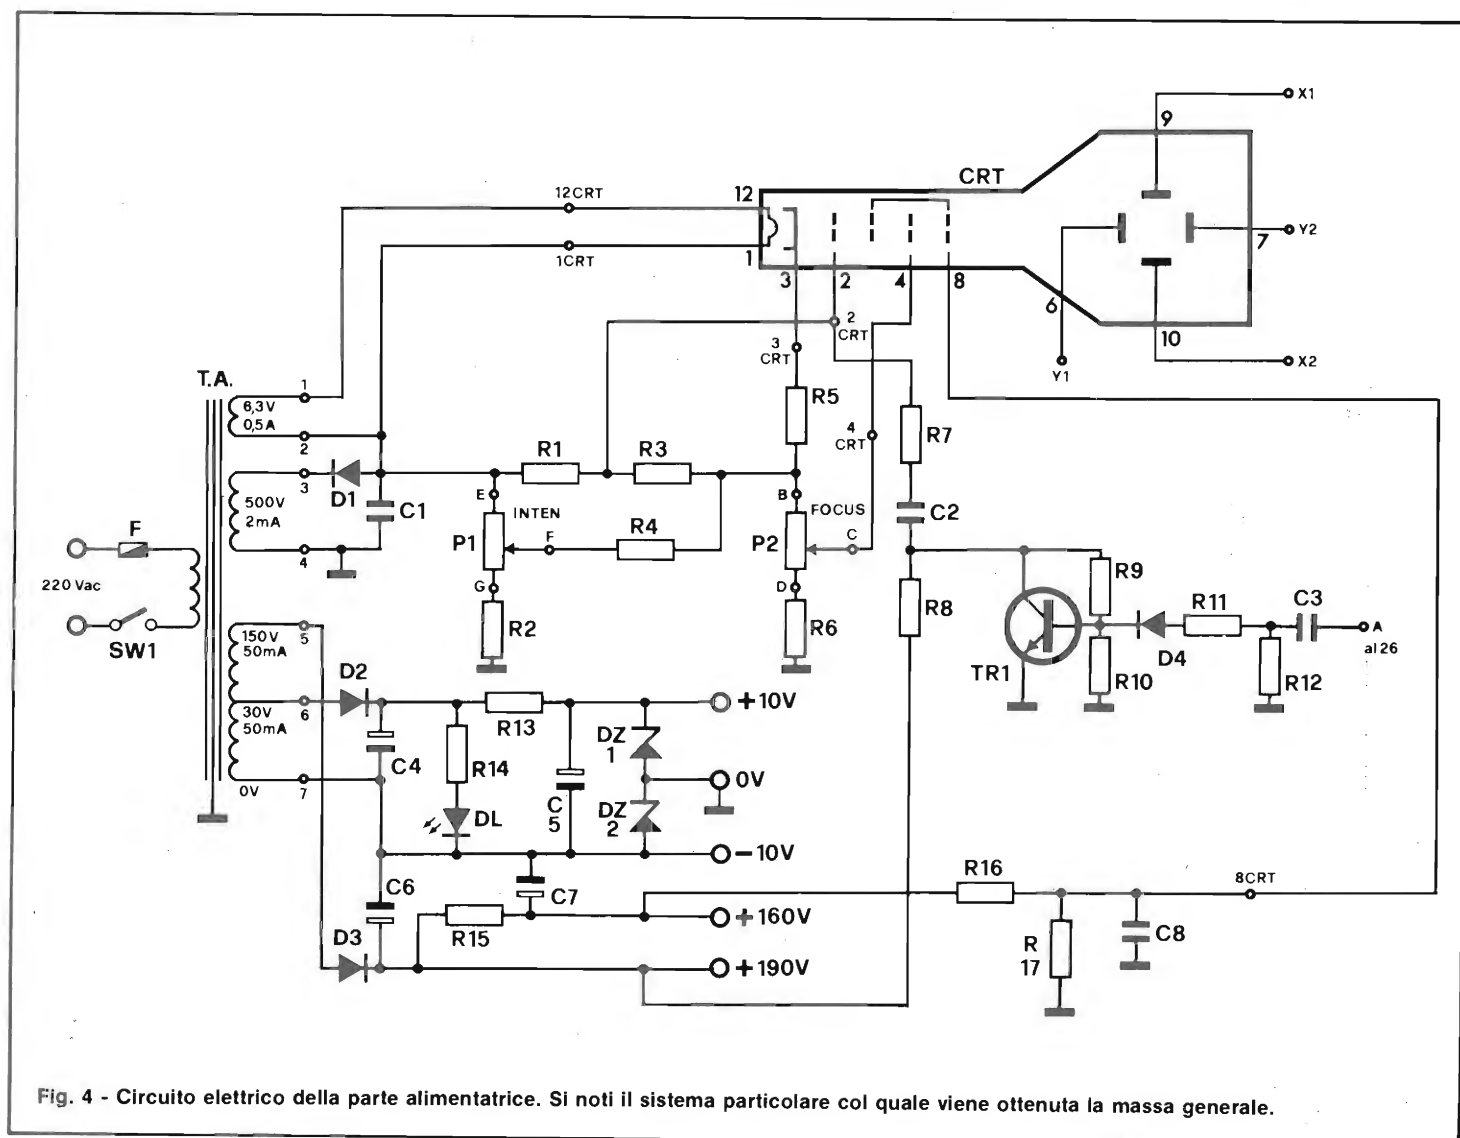 X1
9
CRT
12CRT
12
Y2
7
1CRT
1
3
2
4
8
6
10
2
CRT
3
CRT
Y1
X2
T.A.
1
6,3V
0,5A
2
R5
4
CRT
R7
R1
R3
3
D1
500V
2mA
C1
E
INTEN
B
FOCUS
C2
F
P1
F
R4
P2
C
4
220 Vac
G
D
R9
R8
R11
C3
SW1
R2
R6
A
al 26
D4
TR1
R10
R12
150V
50mA
5
D2
6
30V
50mA
R13
+10V
DZ
1
C4
R14
0V
7
C
5
0V
DL
DZ
2
-10V
C6
C7
R16
8CRT
R15
+160V
D3
R
17
C8
+190V
Fig. 4 - Circuito elettrico della parte alimentatrice. Si noti il sistema particolare col quale viene ottenuta la massa generale.